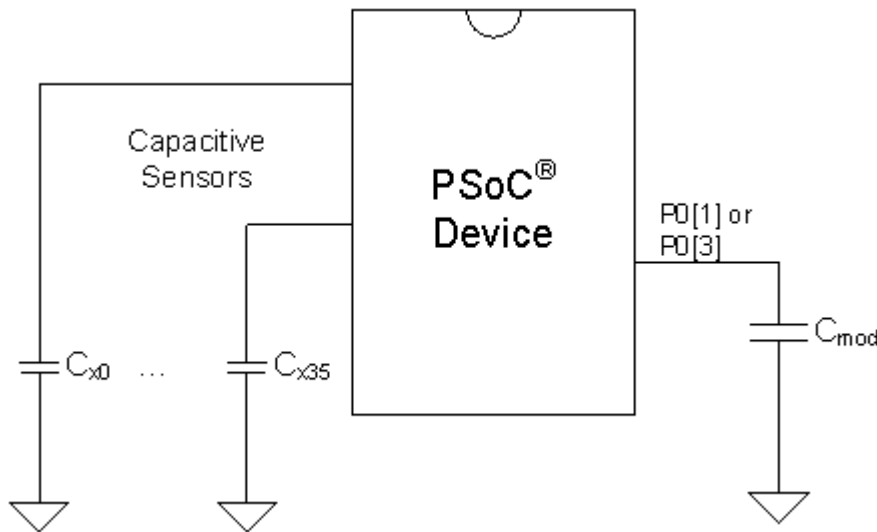 Capacitive
Sensors
PSoC®
Device
P0[1] or
P0[3]
Cx0 ... Cx35
Cmod